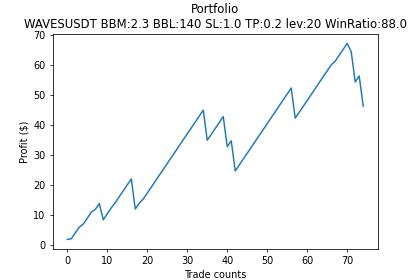 Portfolio
WAVESUSDT BBM:2.3 BBL:140 SL:1.0 TP:0.2 lev:20 WinRatio:88.0
70
60
50
40
30
20
10
0
Profit ($)
0 10 20 30 40 50 60 70
Trade counts